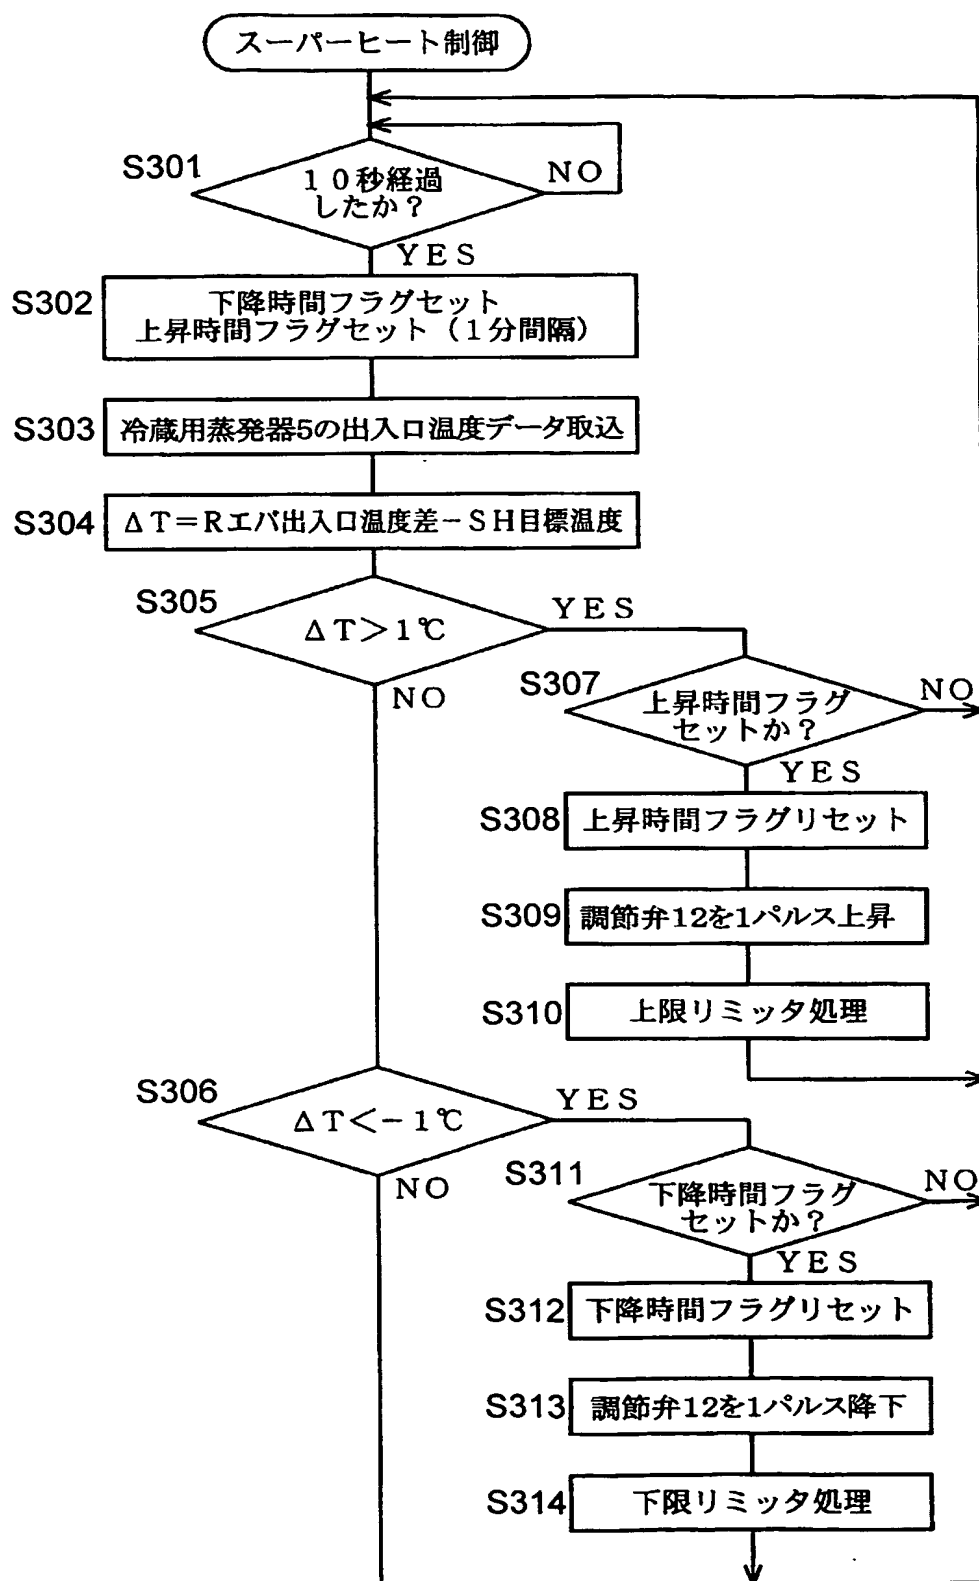 スーパーヒート制御
S301
10秒経過
したか？
NO
YES
S302
下降時間フラグセット
上昇時間フラグセット（1分間隔）
S303
冷蔵用蒸発器5の出入口温度データ取込
S304
ΔT＝Rエバ出入口温度差－SH目標温度
S305
ΔT＞1℃
YES
NO
S307
上昇時間フラグ
セットか？
NO
YES
S308
上昇時間フラグリセット
S309
調節弁12を1パルス上昇
S310
上限リミッタ処理
S306
ΔT＜－1℃
YES
NO
S311
下降時間フラグ
セットか？
NO
YES
S312
下降時間フラグリセット
S313
調節弁12を1パルス降下
S314
下限リミッタ処理